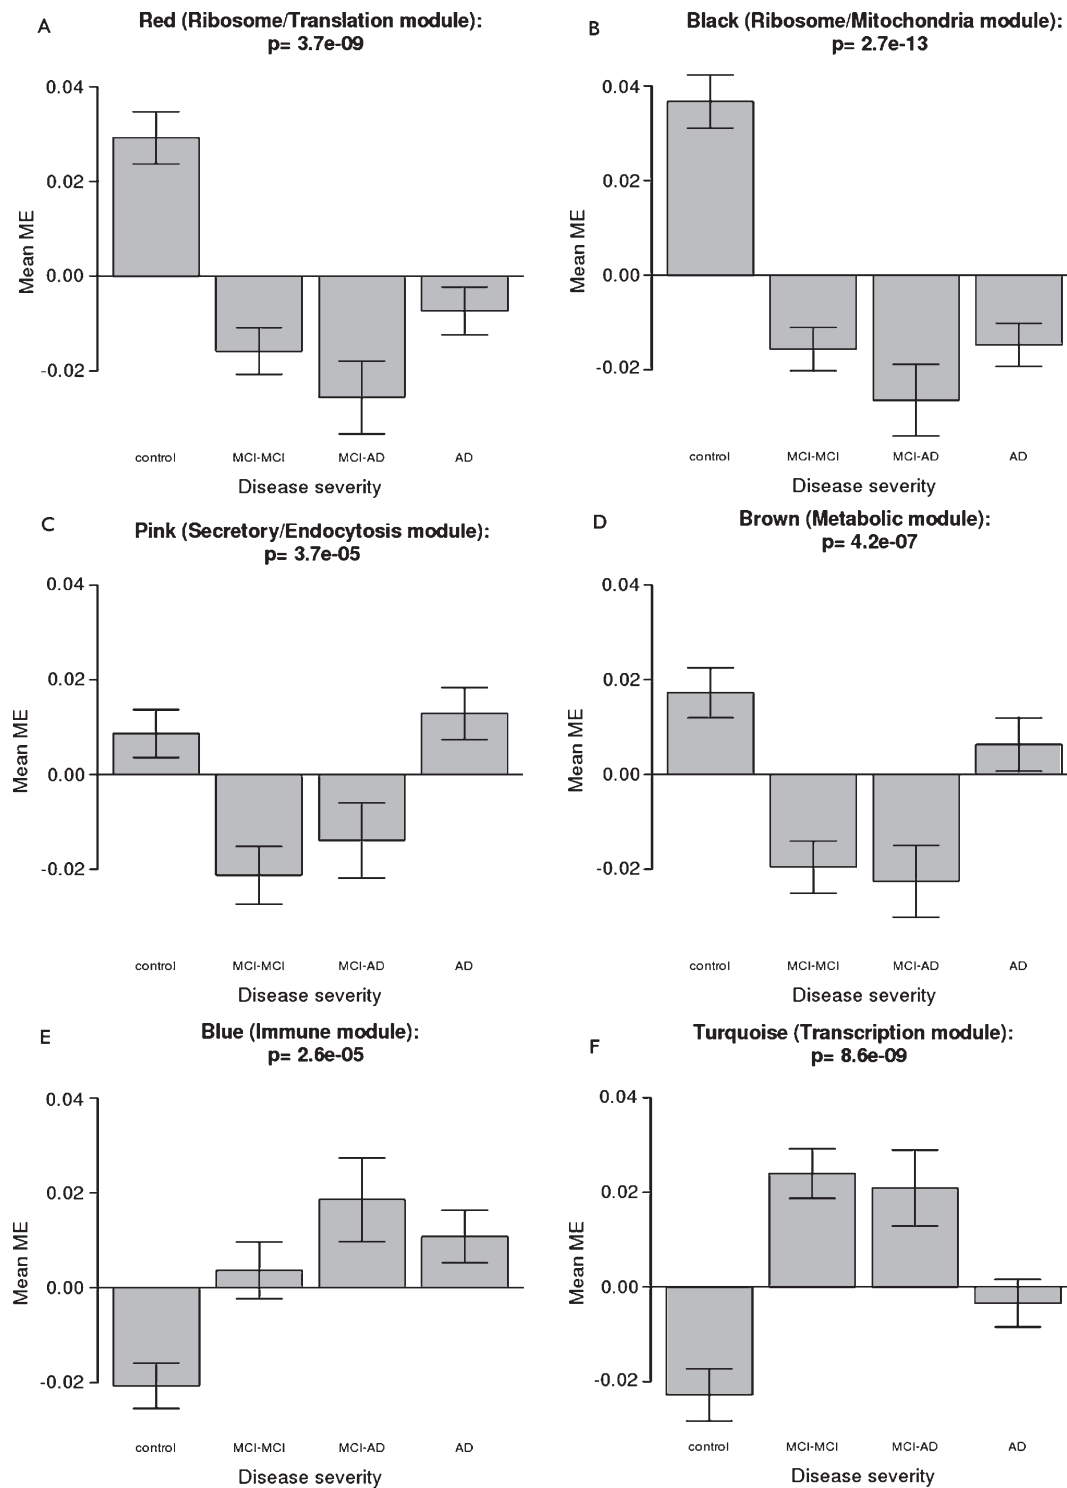 A
Red (Ribosome/Translation module):
p= 3.7e-09
0.04
0.02
0.00
-0.02
Mean ME
control
MCI-MCI
MCI-AD
AD
Disease severity
B
Black (Ribosome/Mitochondria module):
p= 2.7e-13
0.04
0.02
0.00
-0.02
Mean ME
control
MCI-MCI
MCI-AD
AD
Disease severity
C
Pink (Secretory/Endocytosis module):
p= 3.7e-05
0.04
0.02
0.00
-0.02
Mean ME
control
MCI-MCI
MCI-AD
AD
Disease severity
D
Brown (Metabolic module):
p= 4.2e-07
0.04
0.02
0.00
-0.02
Mean ME
control
MCI-MCI
MCI-AD
AD
Disease severity
E
Blue (Immune module):
p= 2.6e-05
0.04
0.02
0.00
-0.02
Mean ME
control
MCI-MCI
MCI-AD
AD
Disease severity
F
Turquoise (Transcription module):
p= 8.6e-09
0.04
0.02
0.00
-0.02
Mean ME
control
MCI-MCI
MCI-AD
AD
Disease severity